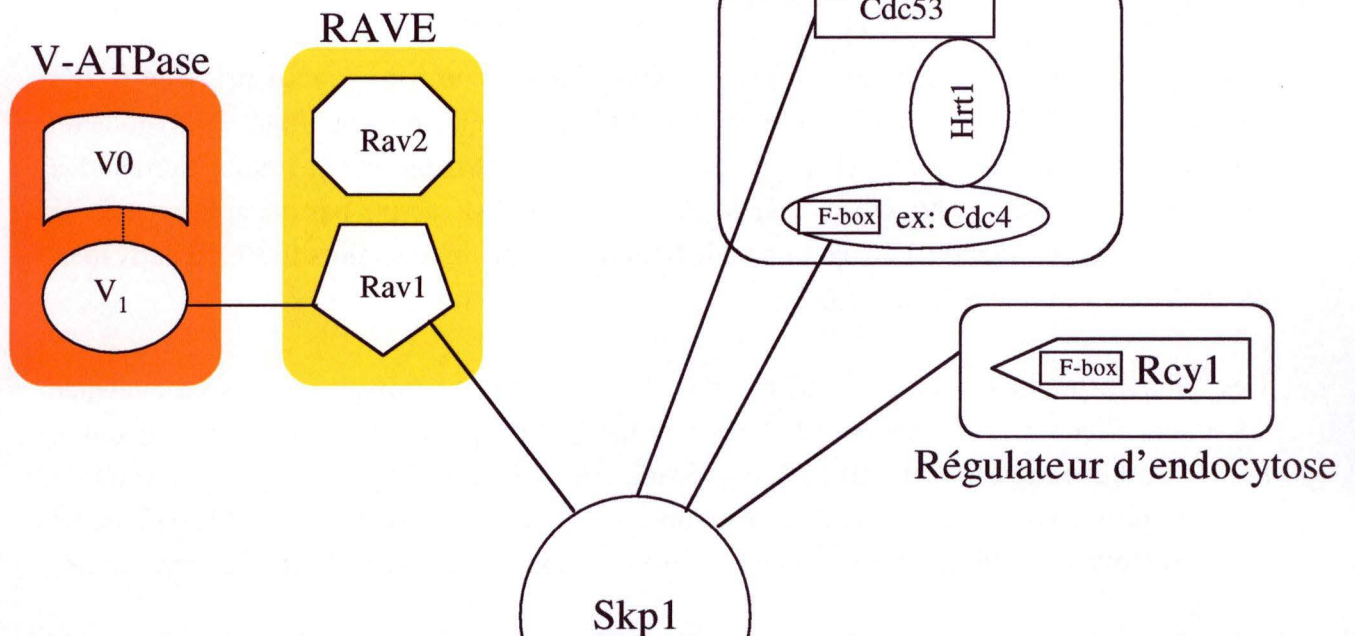 RAVE
V-ATPase
V0
V1
Rav2
Rav1
Cdc53
Hrt1
F-box ex: Cdc4
F-box Rcy1
Régulateur d'endocytose
Skp1